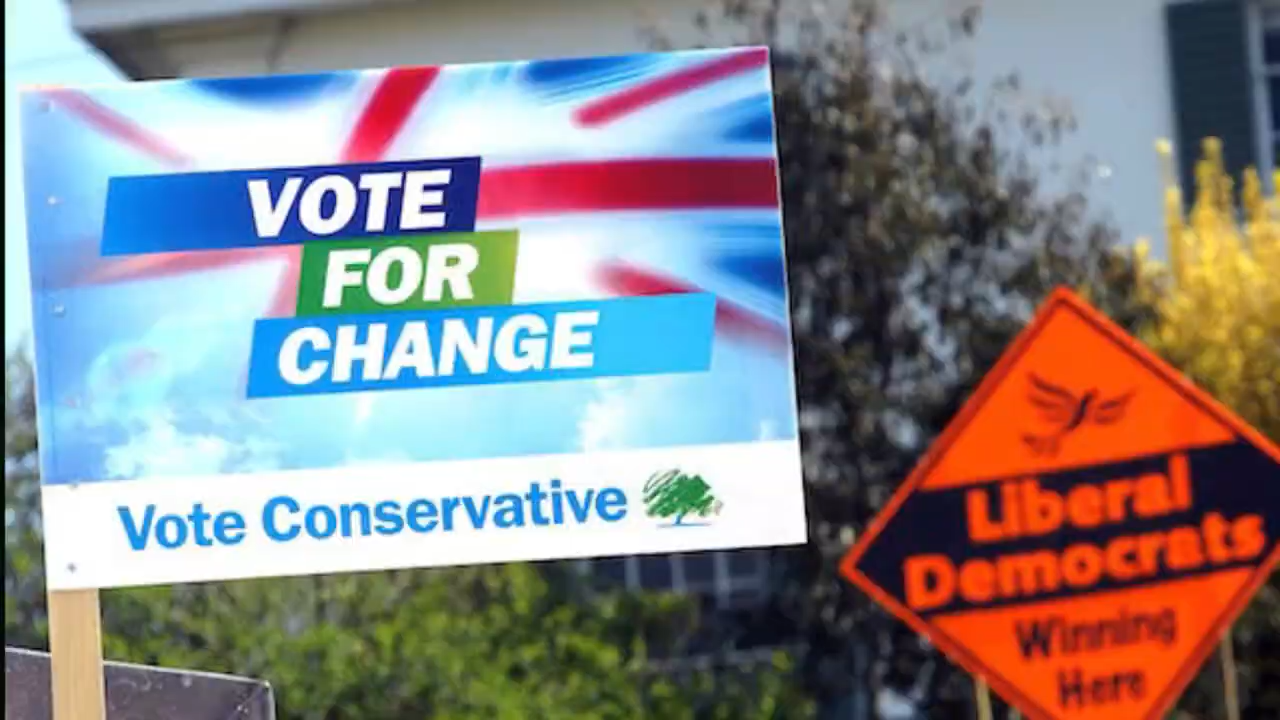 VOTE
FOR
CHANGE
Vote Conservative
Liberal
Democrats
Winning
Here